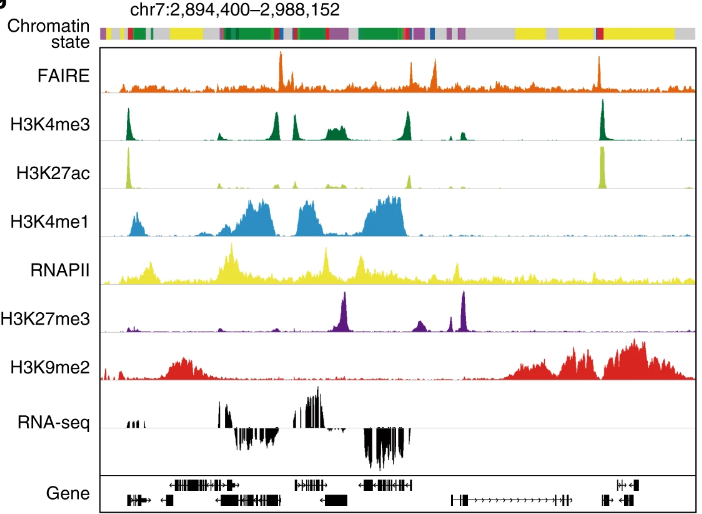 chr7:2,894,400–2,988,152
Chromatin
state
FAIRE
H3K4me3
H3K27ac
H3K4me1
RNAPII
H3K27me3
H3K9me2
RNA-seq
Gene